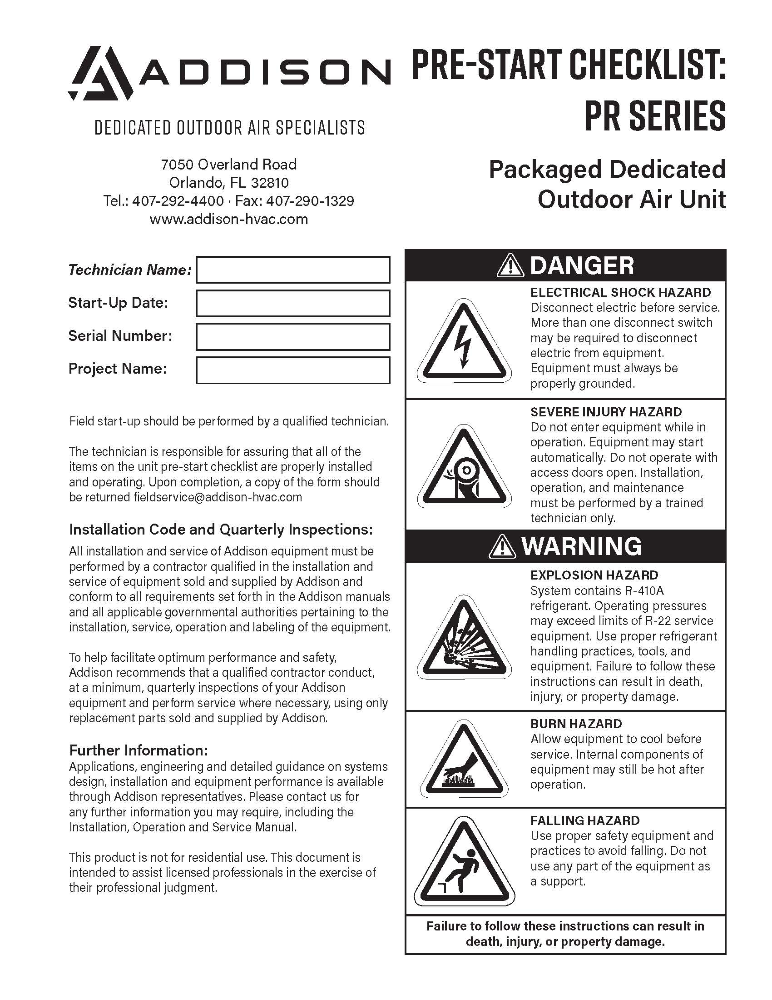 ADDISON
DEDICATED OUTDOOR AIR SPECIALISTS
7050 Overland Road
Orlando, FL 32810
Tel.: 407-292-4400 · Fax: 407-290-1329
www.addison-hvac.com
PRE-START CHECKLIST:
PR SERIES
Packaged Dedicated
Outdoor Air Unit
Technician Name:
Start-Up Date:
Serial Number:
Project Name:
Field start-up should be performed by a qualified technician.
The technician is responsible for assuring that all of the
items on the unit pre-start checklist are properly installed
and operating. Upon completion, a copy of the form should
be returned fieldservice@addison-hvac.com
Installation Code and Quarterly Inspections:
All installation and service of Addison equipment must be
performed by a contractor qualified in the installation and
service of equipment sold and supplied by Addison and
conform to all requirements set forth in the Addison manuals
and all applicable governmental authorities pertaining to the
installation, service, operation and labeling of the equipment.
To help facilitate optimum performance and safety,
Addison recommends that a qualified contractor conduct,
at a minimum, quarterly inspections of your Addison
equipment and perform service where necessary, using only
replacement parts sold and supplied by Addison.
Further Information:
Applications, engineering and detailed guidance on systems
design, installation and equipment performance is available
through Addison representatives. Please contact us for
any further information you may require, including the
Installation, Operation and Service Manual.
This product is not for residential use. This document is
intended to assist licensed professionals in the exercise of
their professional judgment.
DANGER
ELECTRICAL SHOCK HAZARD
Disconnect electric before service.
More than one disconnect switch
may be required to disconnect
electric from equipment.
Equipment must always be
properly grounded.
SEVERE INJURY HAZARD
Do not enter equipment while in
operation. Equipment may start
automatically. Do not operate with
access doors open. Installation,
operation, and maintenance
must be performed by a trained
technician only.
WARNING
EXPLOSION HAZARD
System contains R-410A
refrigerant. Operating pressures
may exceed limits of R-22 service
equipment. Use proper refrigerant
handling practices, tools, and
equipment. Failure to follow these
instructions can result in death,
injury, or property damage.
BURN HAZARD
Allow equipment to cool before
service. Internal components of
equipment may still be hot after
operation.
FALLING HAZARD
Use proper safety equipment and
practices to avoid falling. Do not
use any part of the equipment as
a support.
Failure to follow these instructions can result in
death, injury, or property damage.